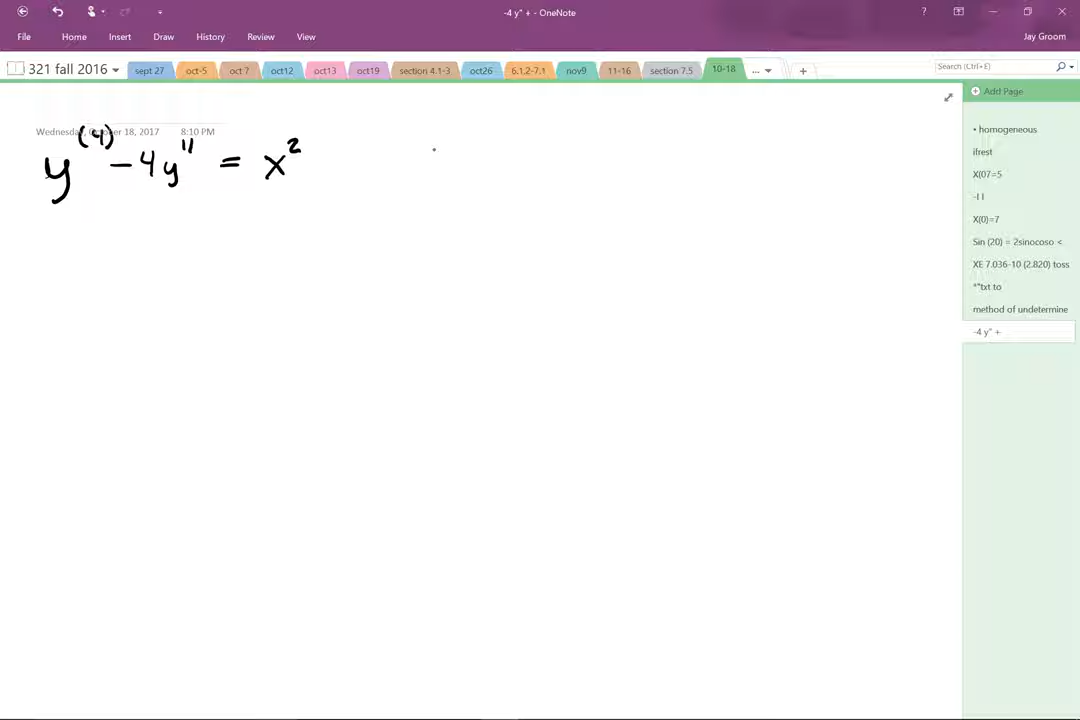 -4 y" + - OneNote
?
File Home Insert Draw History Review View
Jay Groom
321 fall 2016 sept 27 oct-5 oct ? oct12 oct13 oct19 section 4.1-3 oct26 6.1,2-7.1 nov9 11-16 section 7.5 10-18 ... +
Search (Ctrl+E)
Add Page
Wednesday, October 18, 2017 8:10 PM
y⁽⁴⁾ - 4y'' = x²
• homogeneous
ifrest
X(07=5
-I I
X(0)=7
Sin (20) = 2sinocoso <
XE 7.036-10 (2.820) toss
*"txt to
method of undetermine
-4 y" +